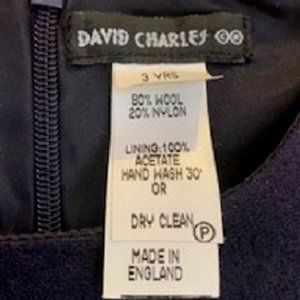 DAVID CHARLES
3 YRS
80% WOOL
20% NYLON
LINING:100%
ACETATE
HAND WASH 30°
OR
DRY CLEAN P
MADE IN
ENGLAND